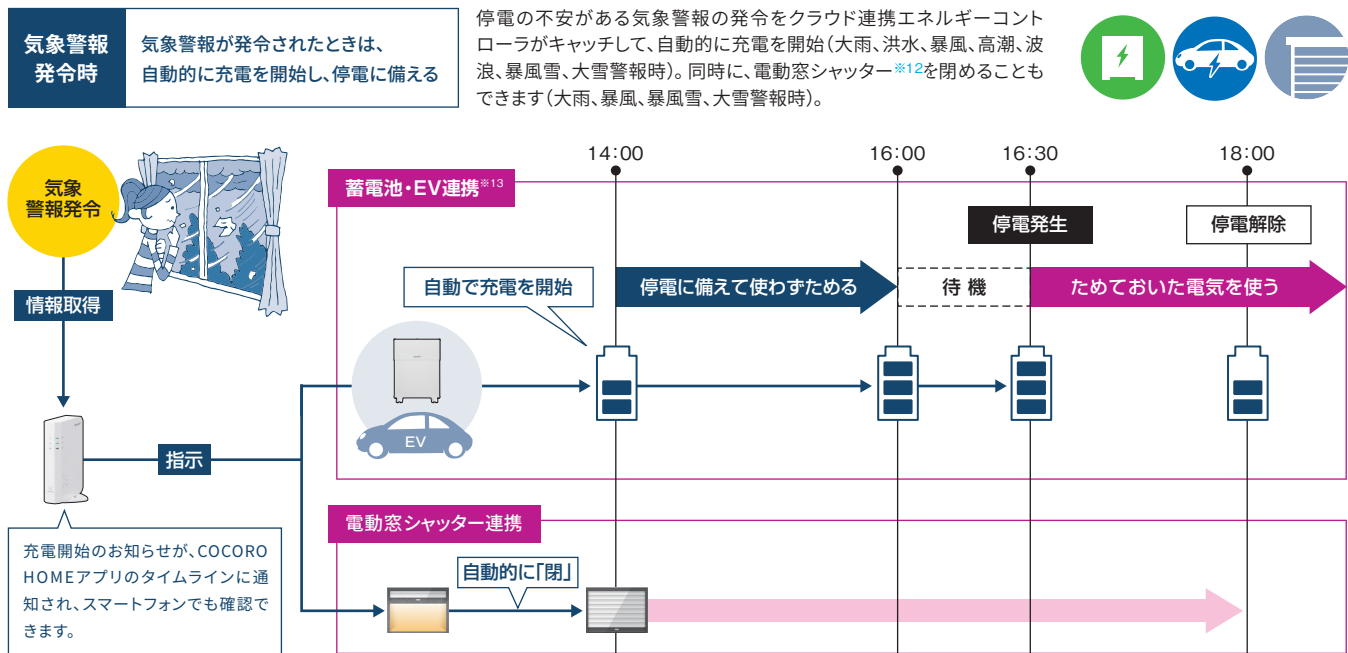 気象警報
発令時
気象警報が発令されたときは、
自動的に充電を開始し、停電に備える
停電の不安がある気象警報の発令をクラウド連携エネルギーコント
ローラがキャッチして、自動的に充電を開始(大雨、洪水、暴風、高潮、波
浪、暴風雪、大雪警報時)。同時に、電動窓シャッター※12を閉めることも
できます(大雨、暴風、暴風雪、大雪警報時)。
気象
警報発令
情報取得
指示
充電開始のお知らせが、COCORO
HOMEアプリのタイムラインに通
知され、スマートフォンでも確認で
きます。
14:00
16:00
16:30
18:00
蓄電池・EV連携※13
停電発生
停電解除
自動で充電を開始
停電に備えて使わずためる
待機
ためておいた電気を使う
EV
電動窓シャッター連携
自動的に「閉」